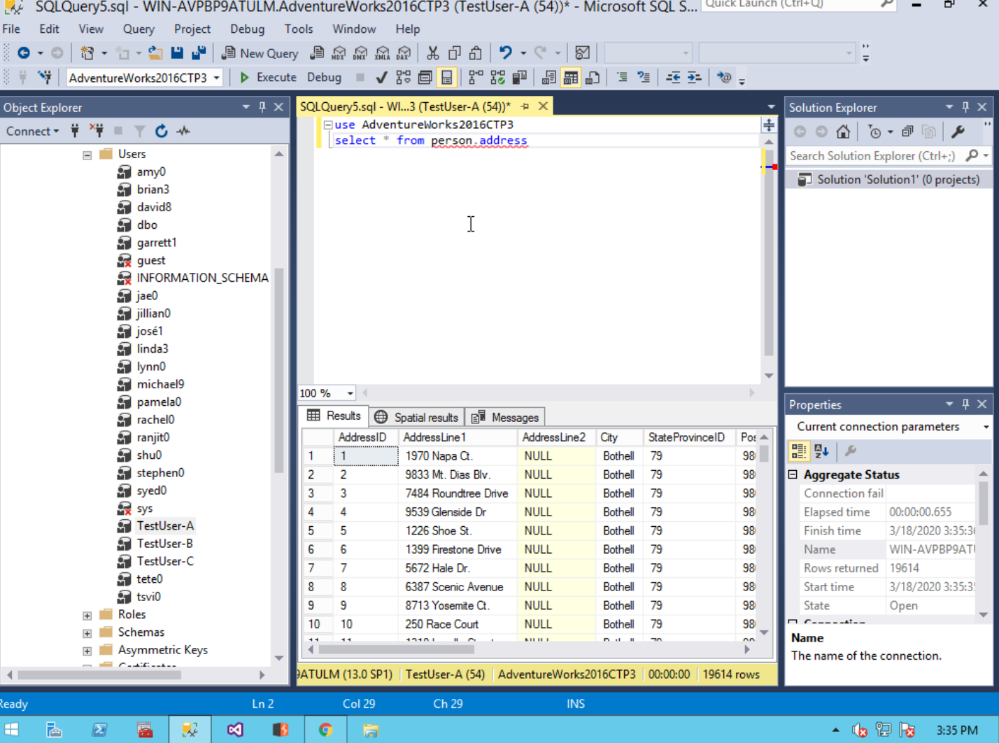 SQLQuery5.sql - WIN-AVPBP9ATULM.AdventureWorks2016CTP3 (TestUser-A (54))* - Microsoft SQL S...
Quick Launch (Ctrl+Q)
File Edit View Query Project Debug Tools Window Help
New Query MDX DMX XMLA DAX
AdventureWorks2016CTP3 Execute Debug
Object Explorer
Connect
Users
amy0
brian3
david8
dbo
garrett1
guest
INFORMATION_SCHEMA
jae0
jillian0
josé1
linda3
lynn0
michael9
pamela0
rachel0
ranjit0
shu0
stephen0
syed0
sys
TestUser-A
TestUser-B
TestUser-C
tete0
tsvi0
Roles
Schemas
Asymmetric Keys
SQLQuery5.sql - WI...3 (TestUser-A (54))*
use AdventureWorks2016CTP3
select * from person.address
100 %
Results Spatial results Messages
AddressID AddressLine1 AddressLine2 City StateProvinceID Pos
1 1 1970 Napa Ct. NULL Bothell 79 98
2 2 9833 Mt. Dias Blv. NULL Bothell 79 98
3 3 7484 Roundtree Drive NULL Bothell 79 98
4 4 9539 Glenside Dr NULL Bothell 79 98
5 5 1226 Shoe St. NULL Bothell 79 98
6 6 1399 Firestone Drive NULL Bothell 79 98
7 7 5672 Hale Dr. NULL Bothell 79 98
8 8 6387 Scenic Avenue NULL Bothell 79 98
9 9 8713 Yosemite Ct. NULL Bothell 79 98
10 10 250 Race Court NULL Bothell 79 98
9ATULM (13.0 SP1) TestUser-A (54) AdventureWorks2016CTP3 00:00:00 19614 rows
Solution Explorer
Search Solution Explorer (Ctrl+;)
Solution 'Solution1' (0 projects)
Properties
Current connection parameters
Aggregate Status
Connection fail
Elapsed time 00:00:00.655
Finish time 3/18/2020 3:35:3
Name WIN-AVPBP9AT
Rows returned 19614
Start time 3/18/2020 3:35:3
State Open
Name
The name of the connection.
Ready Ln 2 Col 29 Ch 29 INS
3:35 PM